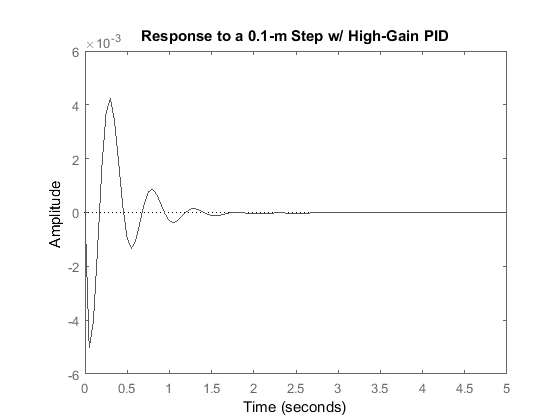 Response to a 0.1-m Step w/ High-Gain PID
×10⁻³
6
4
2
0
-2
-4
-6
Amplitude
0 0.5 1 1.5 2 2.5 3 3.5 4 4.5 5
Time (seconds)